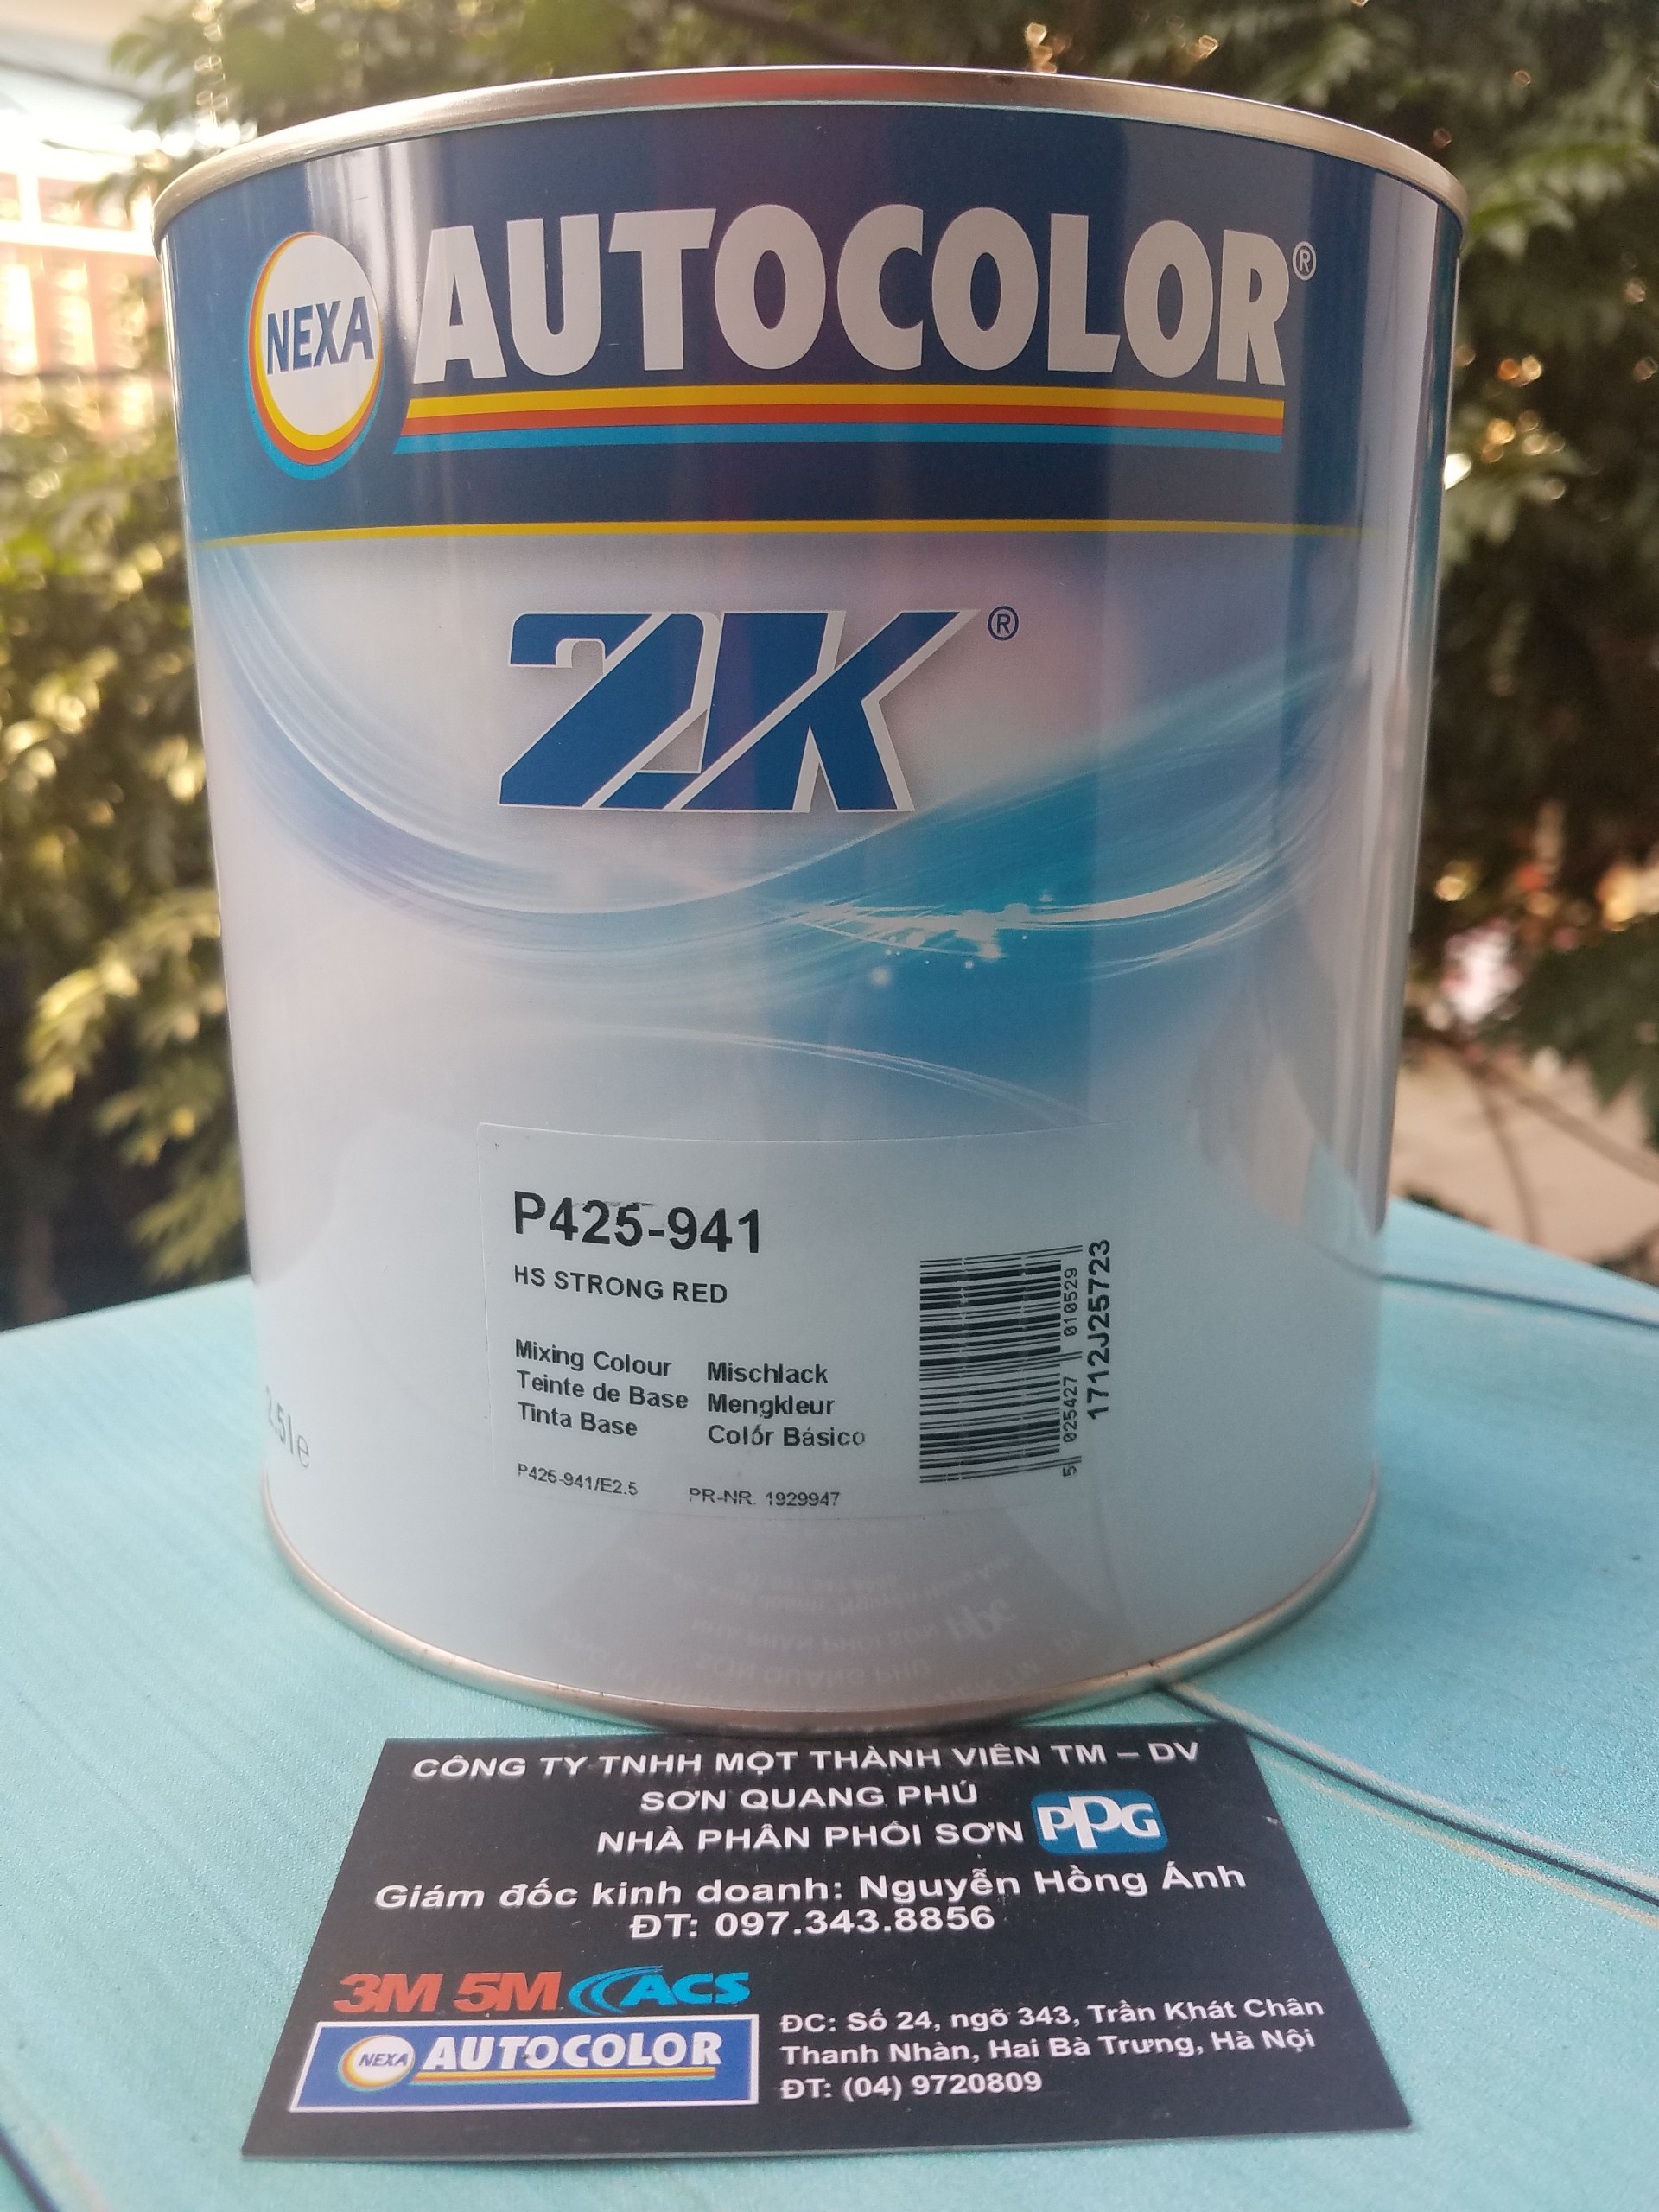 NEXA AUTOCOLOR®
2K®
P425-941
HS STRONG RED
Mixing Colour Mischlack
Teinte de Base Mengkleur
Tinta Base Colór Básico
P425-941/E2.5 PR-NR. 1929947
5 025427 010529
1712J25723
2.5l e
CÔNG TY TNHH MỘT THÀNH VIÊN TM – DV
SƠN QUANG PHÚ
NHÀ PHÂN PHỐI SƠN PPG
Giám đốc kinh doanh: Nguyễn Hồng Ánh
ĐT: 097.343.8856
3M 5M ACS
NEXA AUTOCOLOR
ĐC: Số 24, ngõ 343, Trần Khát Chân
Thanh Nhàn, Hai Bà Trưng, Hà Nội
ĐT: (04) 9720809